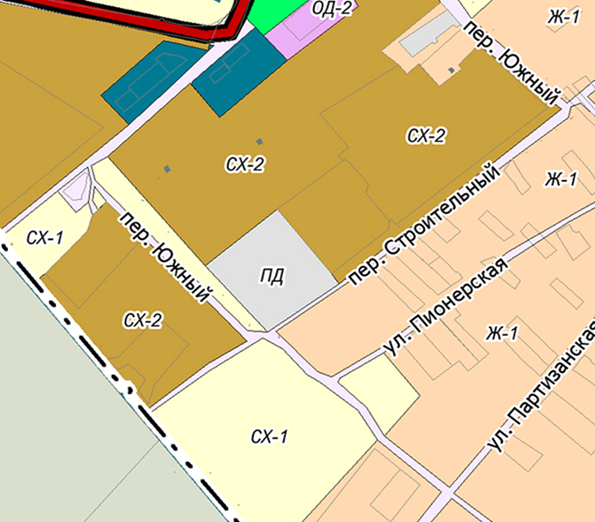 ОД-2
Ж-1
пер. Южный
СХ-2
СХ-2
Ж-1
пер. Строительный
СХ-1
пер. Южный
ПД
ул. Пионерская
СХ-2
Ж-1
ул. Партизанская
СХ-1